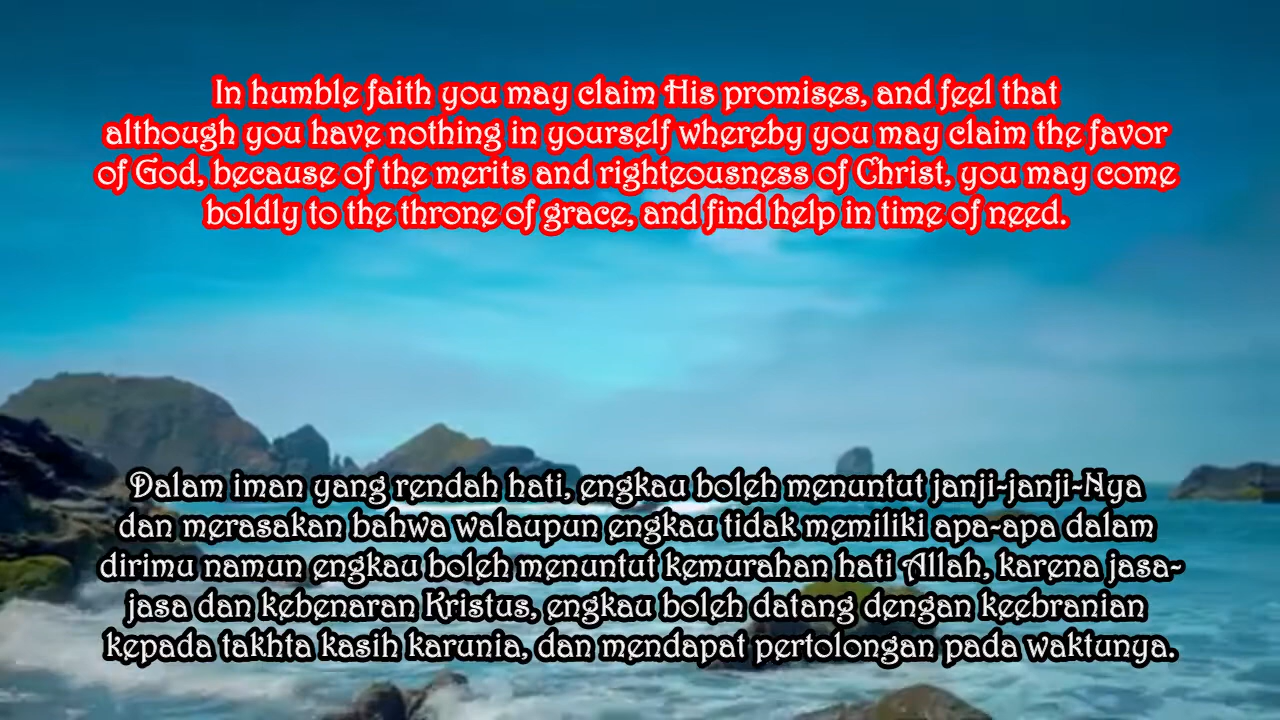 In humble faith you may claim His promises, and feel that
although you have nothing in yourself whereby you may claim the favor
of God, because of the merits and righteousness of Christ, you may come
boldly to the throne of grace, and find help in time of need.
Dalam iman yang rendah hati, engkau boleh menuntut janji-janji-Nya
dan merasakan bahwa walaupun engkau tidak memiliki apa-apa dalam
dirimu namun engkau boleh menuntut kemurahan hati Allah, karena jasa-
jasa dan kebenaran Kristus, engkau boleh datang dengan keebranian
kepada takhta kasih karunia, dan mendapat pertolongan pada waktunya.